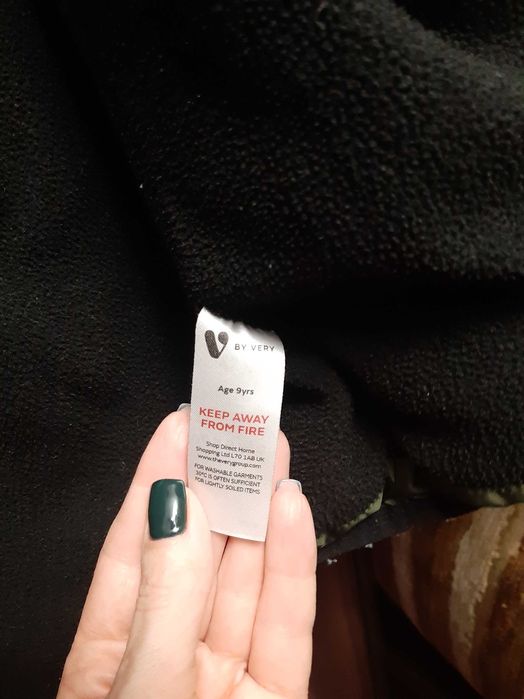 V BY VERY
Age 9yrs
KEEP AWAY
FROM FIRE
Shop Direct Home
Shopping Ltd L70 1AB UK
www.theverygroup.com
FOR WASHABLE GARMENTS
30°C IS OFTEN SUFFICIENT
FOR LIGHTLY SOILED ITEMS